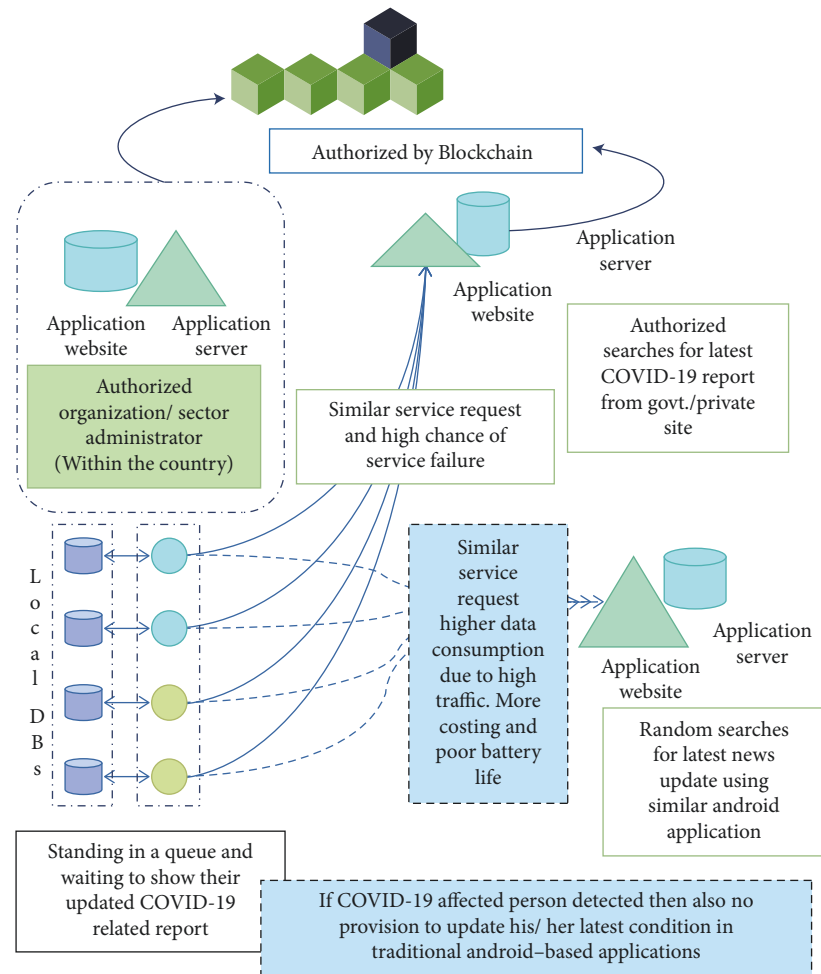 Authorized by Blockchain
Application
website
Application
server
Authorized
organization/ sector
administrator
(Within the country)
Application
website
Application
server
Similar service request
and high chance of
service failure
Authorized
searches for latest
COVID-19 report
from govt./private
site
Local DBs
Similar
service
request
higher data
consumption
due to high
traffic. More
costing and
poor battery
life
Application
website
Application
server
Random searches
for latest news
update using
similar android
application
Standing in a queue and
waiting to show their
updated COVID-19
related report
If COVID-19 affected person detected then also no
provision to update his/ her latest condition in
traditional android–based applications